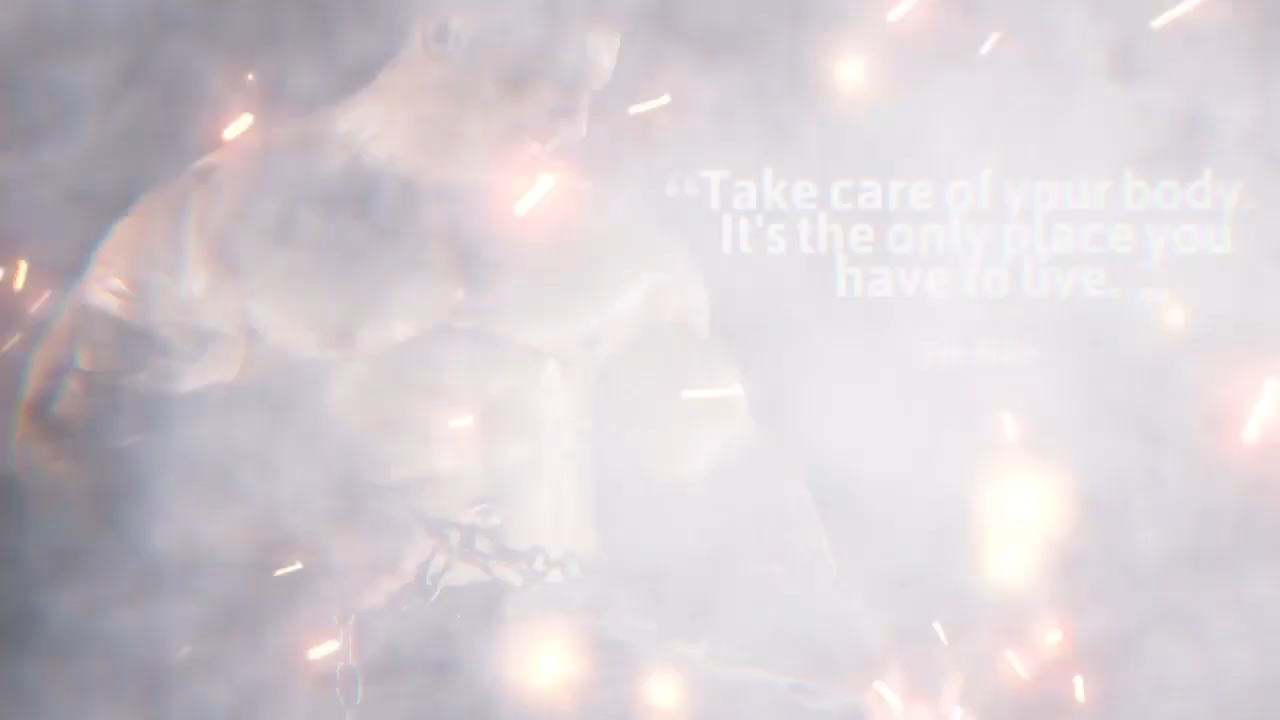 “Take care of your body.
It's the only place you
have to live.